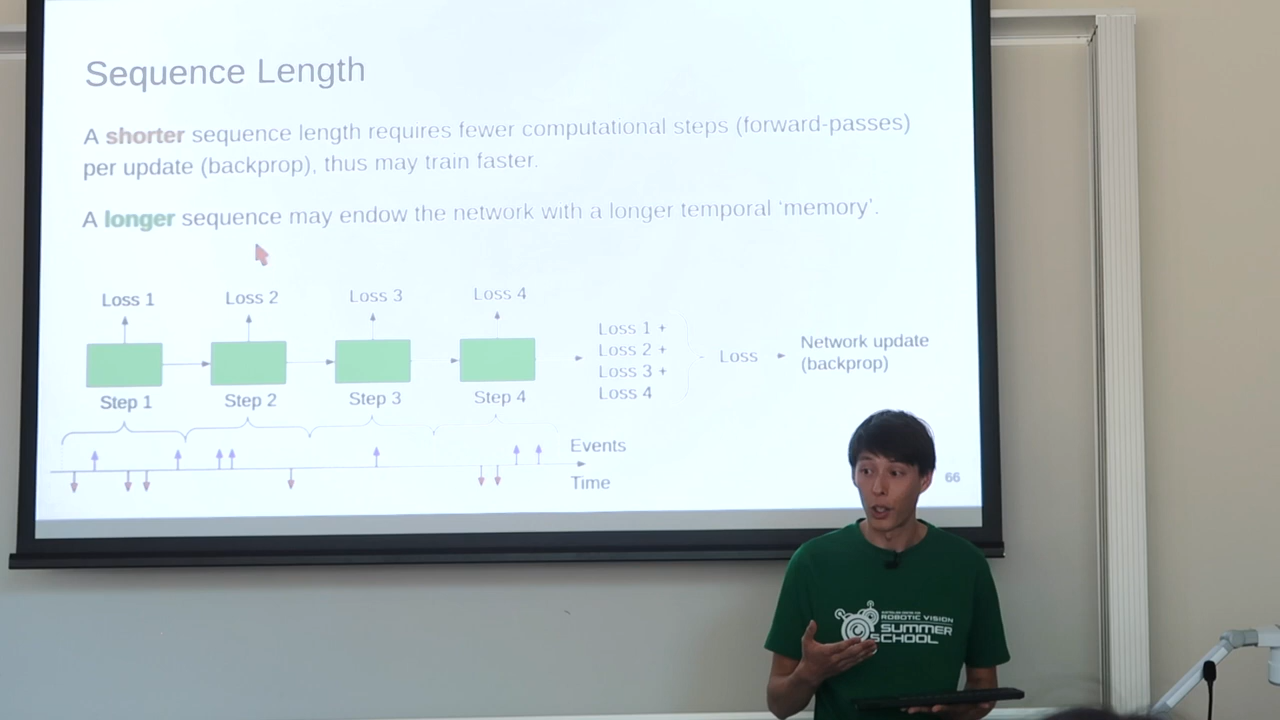 Sequence Length
A shorter sequence length requires fewer computational steps (forward-passes)
per update (backprop), thus may train faster.
A longer sequence may endow the network with a longer temporal ‘memory’.
Loss 1
Loss 2
Loss 3
Loss 4
Loss 1 +
Loss 2 +
Loss 3 +
Loss 4
Loss
Network update
(backprop)
Step 1
Step 2
Step 3
Step 4
Events
Time
66
ROBOTIC VISION
SUMMER
SCHOOL